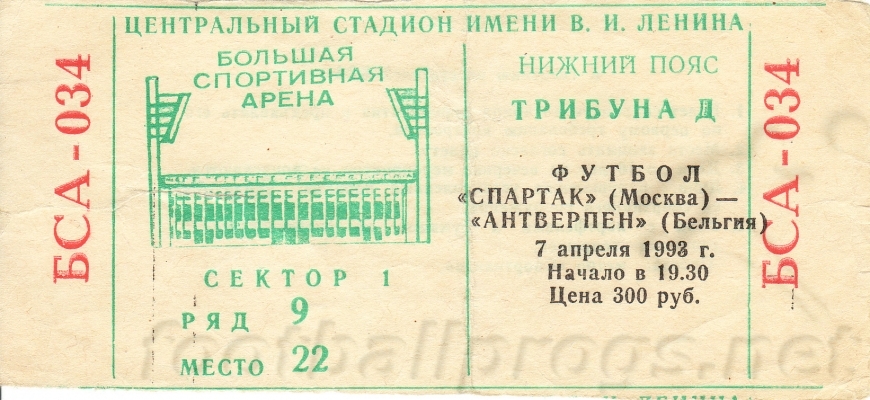 ЦЕНТРАЛЬНЫЙ СТАДИОН ИМЕНИ В. И. ЛЕНИНА
БСА-034
БОЛЬШАЯ
СПОРТИВНАЯ
АРЕНА
СЕКТОР 1
РЯД 9
МЕСТО 22
НИЖНИЙ ПОЯС
ТРИБУНА Д
ФУТБОЛ
«СПАРТАК» (Москва) —
«АНТВЕРПЕН» (Бельгия)
7 апреля 1993 г.
Начало в 19.30
Цена 300 руб.
БСА-034
footballprogs.net